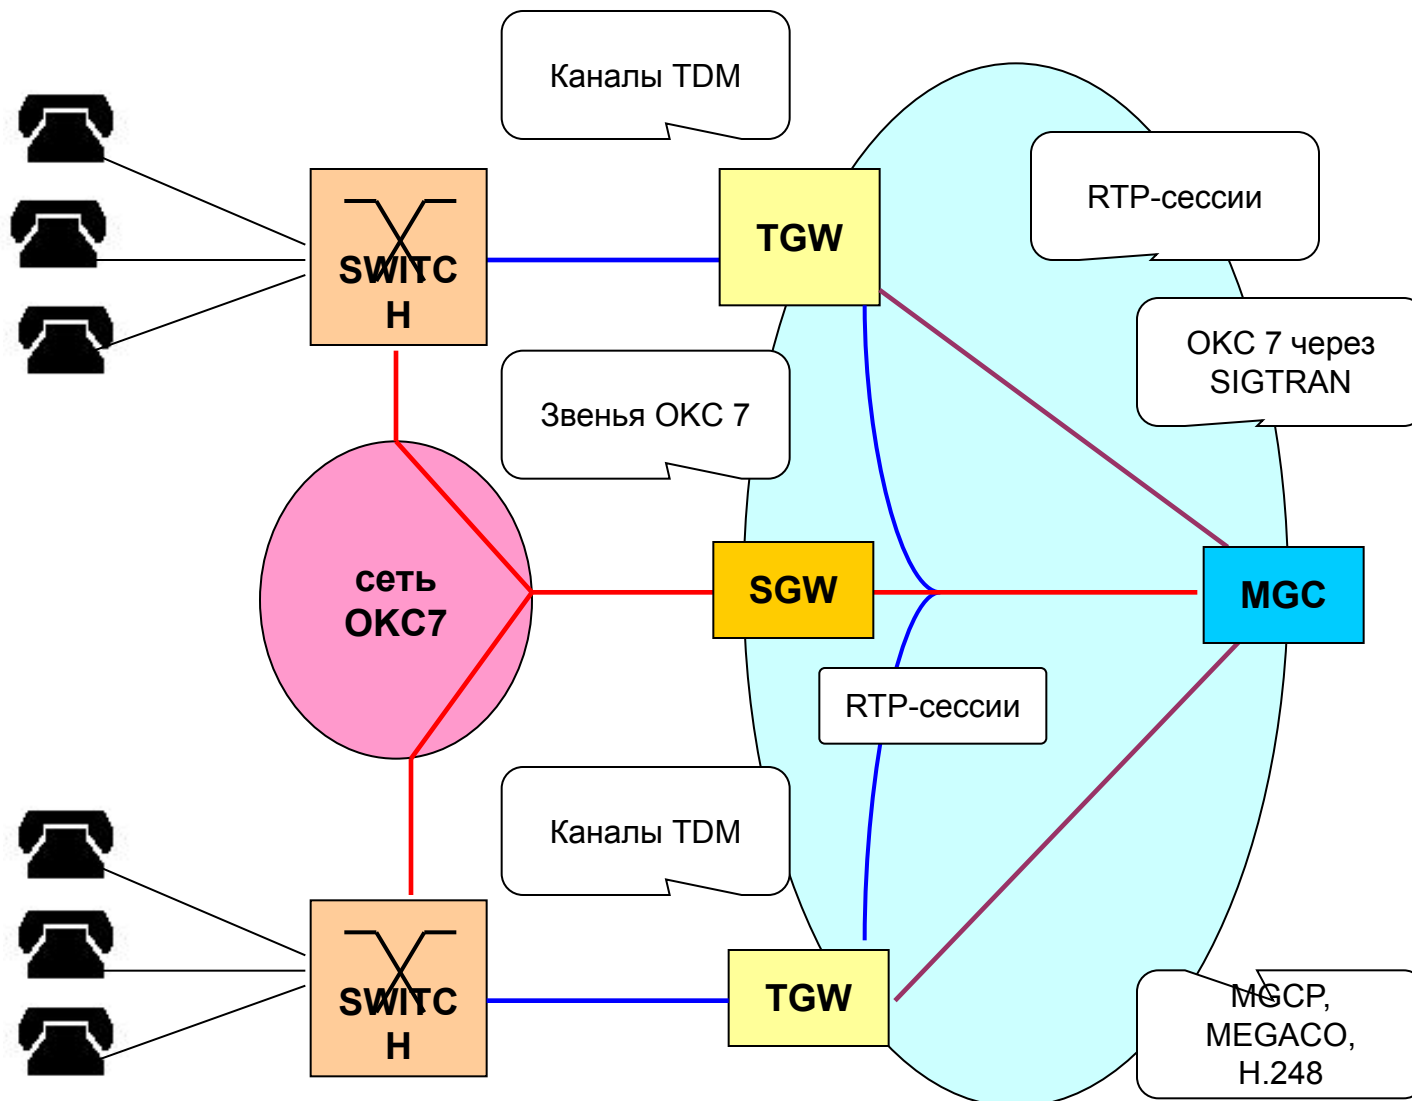 Каналы TDM
RTP-сессии
TGW
SWITC
H
ОКС 7 через
SIGTRAN
Звенья ОКС 7
сеть
ОКС7
SGW
MGC
RTP-сессии
Каналы TDM
SWITC
H
TGW
MGCP,
MEGACO,
H.248